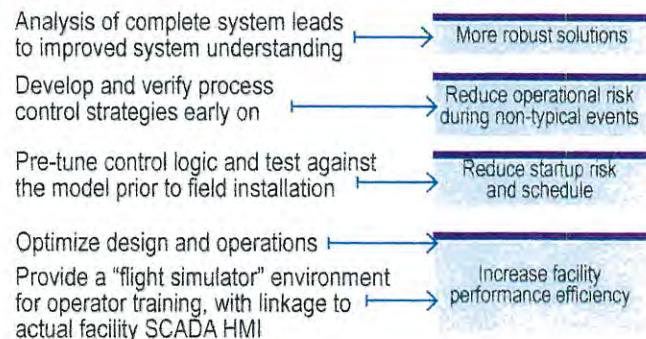 Analysis of complete system leads
to improved system understanding
More robust solutions
Develop and verify process
control strategies early on
Reduce operational risk
during non-typical events
Pre-tune control logic and test against
the model prior to field installation
Reduce startup risk
and schedule
Optimize design and operations
Provide a "flight simulator" environment
for operator training, with linkage to
actual facility SCADA HMI
Increase facility
performance efficiency